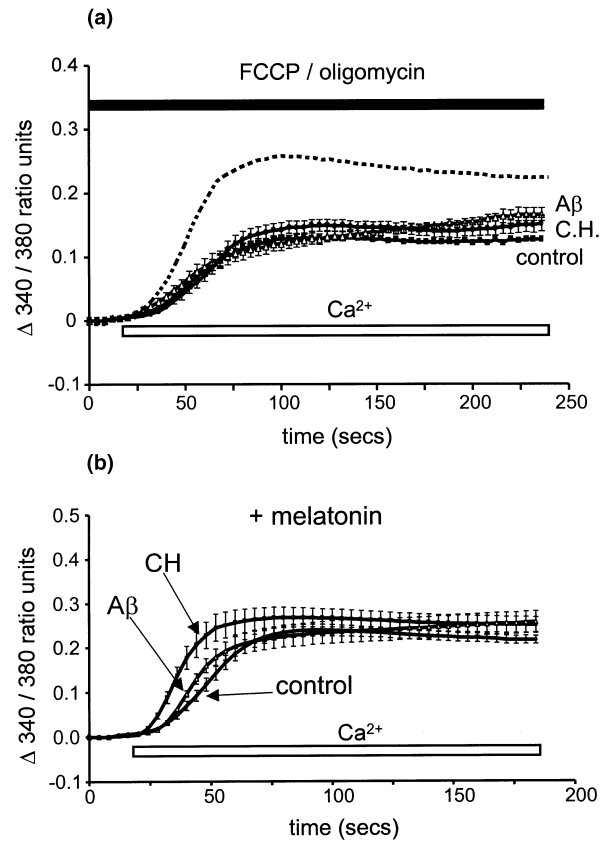 (a)
0.4
FCCP / oligomycin
0.3
0.2
0.1
0
-0.1
Δ 340 / 380 ratio units
Aβ
C.H.
control
Ca²⁺
0 50 100 150 200 250
time (secs)
(b)
0.5
+ melatonin
0.4
0.3
0.2
0.1
0.0
-0.1
Δ 340 / 380 ratio units
CH
Aβ
control
Ca²⁺
0 50 100 150 200
time (secs)